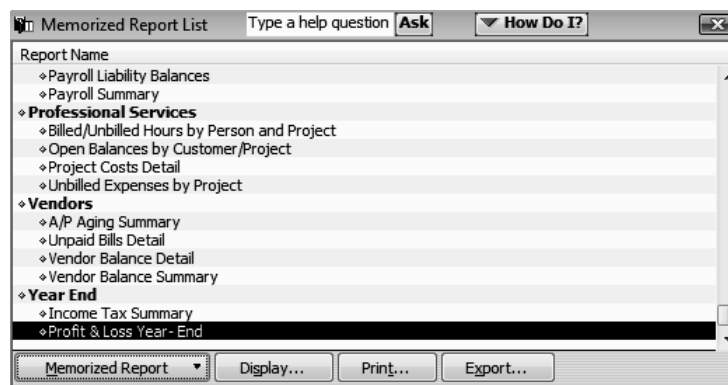 Memorized Report List Type a help question Ask How Do I?
Report Name
Payroll Liability Balances
Payroll Summary
Professional Services
Billed/Unbilled Hours by Person and Project
Open Balances by Customer/Project
Project Costs Detail
Unbilled Expenses by Project
Vendors
A/P Aging Summary
Unpaid Bills Detail
Vendor Balance Detail
Vendor Balance Summary
Year End
Income Tax Summary
Profit & Loss Year-End
Memorized Report Display... Print... Export...